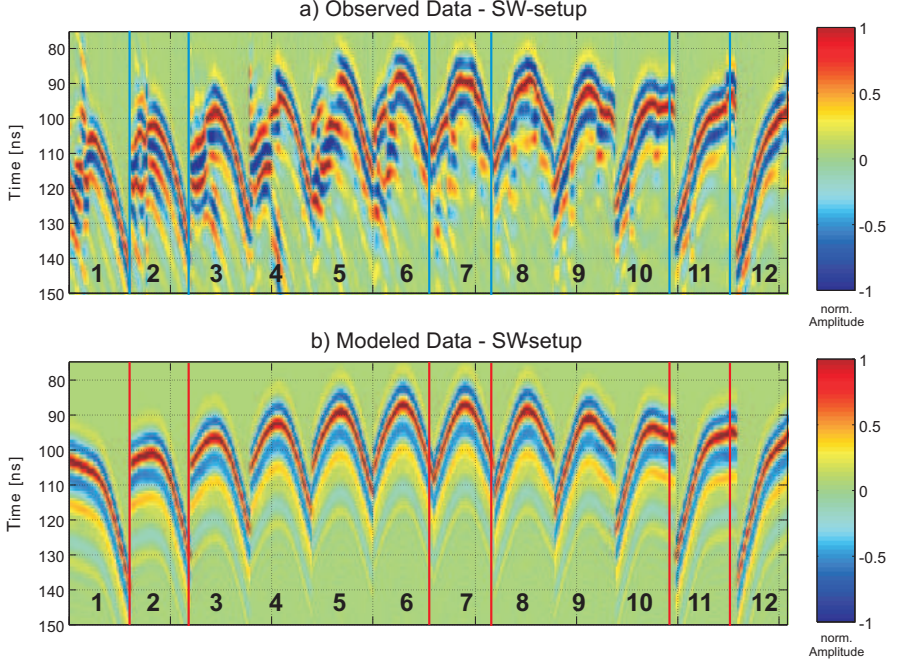 a) Observed Data - SW-setup
Time [ns]
80
90
100
110
120
130
140
150
1 2 3 4 5 6 7 8 9 10 11 12
1
0.5
0
-0.5
-1
norm.
Amplitude
b) Modeled Data - SW-setup
Time [ns]
80
90
100
110
120
130
140
150
1 2 3 4 5 6 7 8 9 10 11 12
1
0.5
0
-0.5
-1
norm.
Amplitude